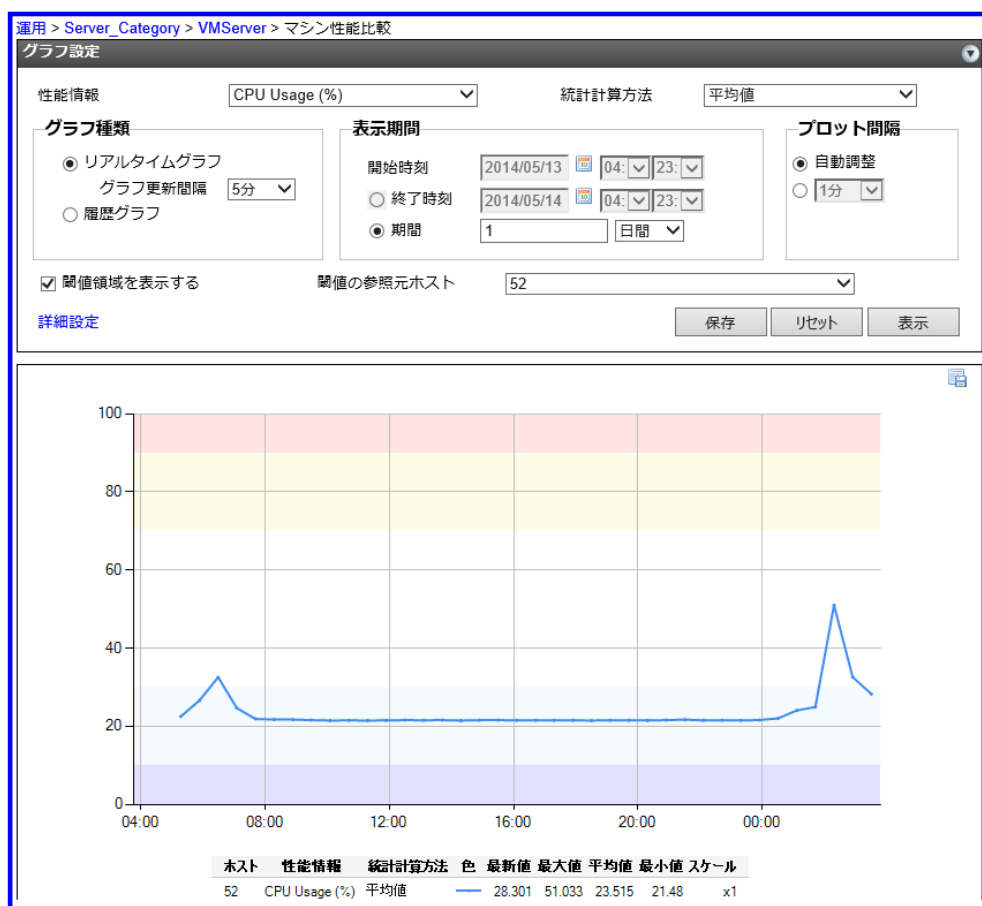 運用 > Server_Category > VMServer > マシン性能比較
グラフ設定
性能情報 CPU Usage (%) 統計計算方法 平均値
グラフ種類 表示期間 プロット間隔
リアルタイムグラフ 開始時刻 2014/05/13 04: 23: 自動調整
グラフ更新間隔 5分 終了時刻 2014/05/14 04: 23: 1分
履歴グラフ 期間 1 日間
閾値領域を表示する 閾値の参照元ホスト 52
詳細設定 保存 リセット 表示
100
80
60
40
20
0
04:00 08:00 12:00 16:00 20:00 00:00
ホスト 性能情報 統計計算方法 色 最新値 最大値 平均値 最小値 スケール
52 CPU Usage (%) 平均値 28.301 51.033 23.515 21.48 x1